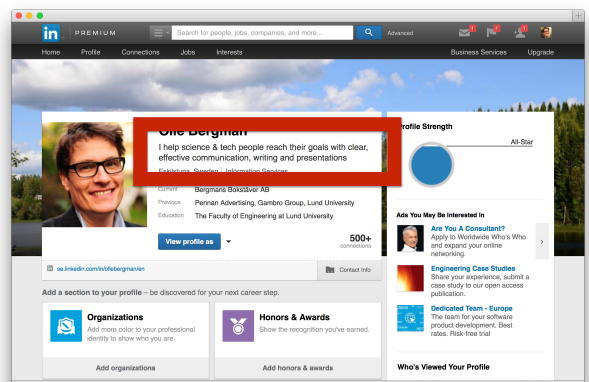 in PREMIUM
Search for people, jobs, companies, and more...
Advanced
Home Profile Connections Jobs Interests
Business Services Upgrade
Olle Bergman
I help science & tech people reach their goals with clear,
effective communication, writing and presentations
Eskilstuna, Sweden Information Services
Current Bergmans Bokstäver AB
Previous Pennan Advertising, Gambro Group, Lund University
Education The Faculty of Engineering at Lund University
View profile as
500+
connections
se.linkedin.com/in/ollebergman/en
Contact Info
Add a section to your profile – be discovered for your next career step.
Organizations
Add more color to your professional
identity to show who you are.
Add organizations
Honors & Awards
Show the recognition you've earned.
Add honors & awards
Profile Strength
All-Star
Ads You May Be Interested In
Are You A Consultant?
Apply to Worldwide Who's Who
and expand your online
networking.
Engineering Case Studies
Share your experience, submit a
case study to our open access
publication.
Dedicated Team - Europe
The team for your software
product development. Best
rates. Risk-free trial
Who's Viewed Your Profile